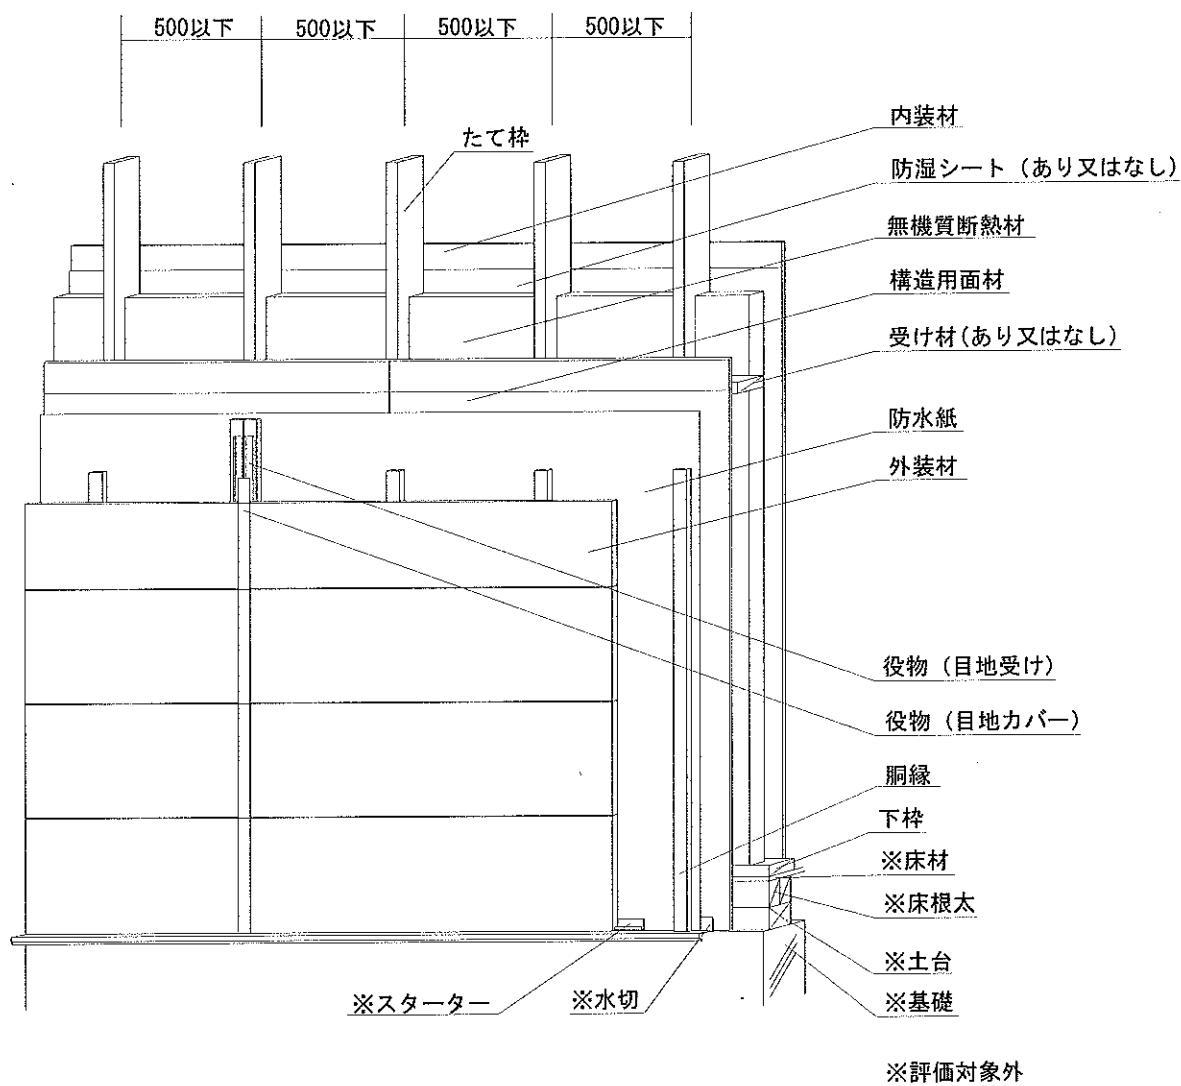 500以下
500以下
500以下
500以下
たて枠
内装材
防湿シート（あり又はなし）
無機質断熱材
構造用面材
受け材（あり又はなし）
防水紙
外装材
役物（目地受け）
役物（目地カバー）
胴縁
下枠
※床材
※床根太
※土台
※基礎
※スターター
※水切
※評価対象外